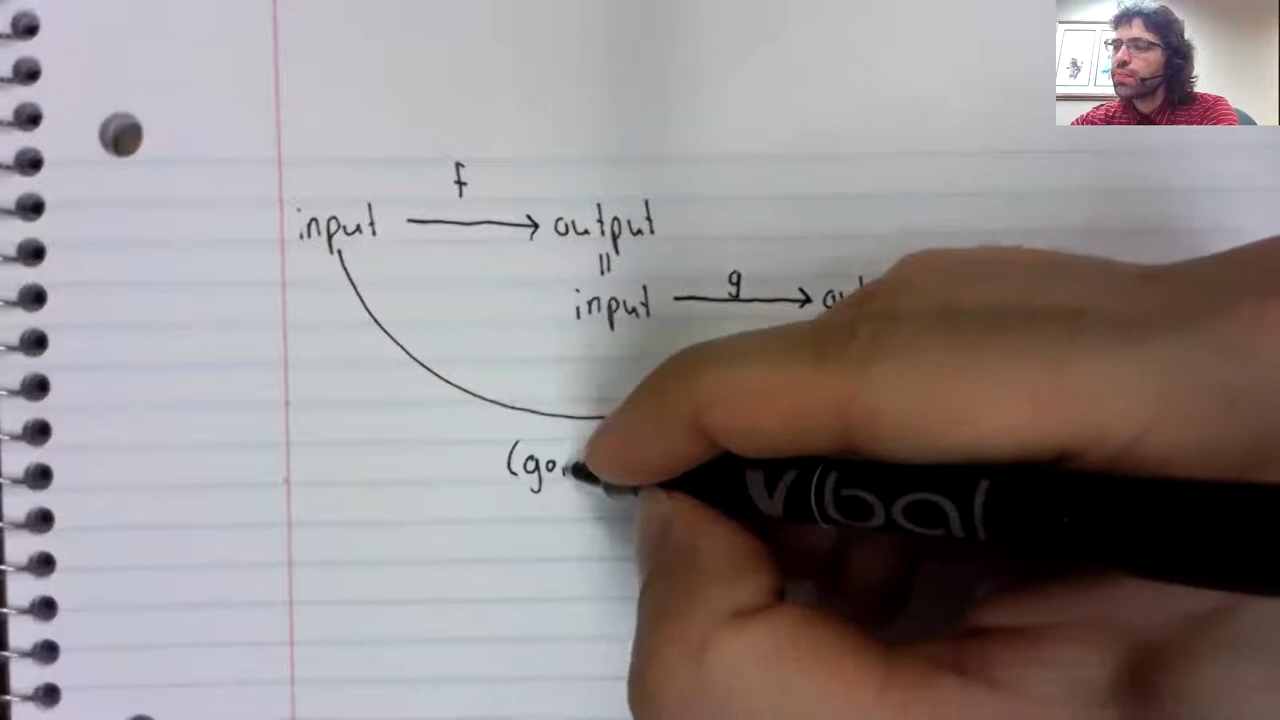 f
input → output
=
input → g
(go